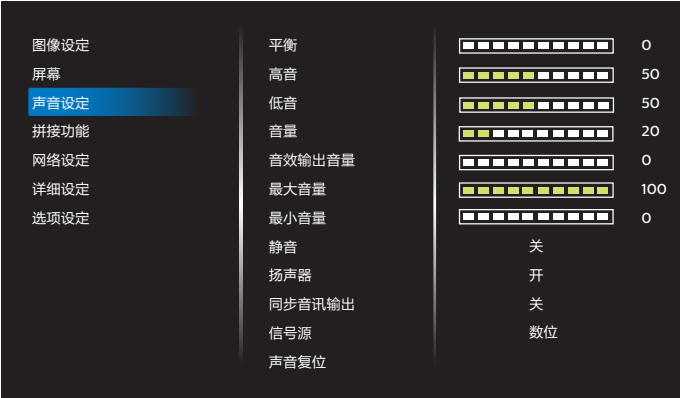 图像设定
屏幕
声音设定
拼接功能
网络设定
详细设定
选项设定
平衡 0
高音 50
低音 50
音量 20
音效输出音量 0
最大音量 100
最小音量 0
静音 关
扬声器 开
同步音讯输出 关
信号源 数位
声音复位